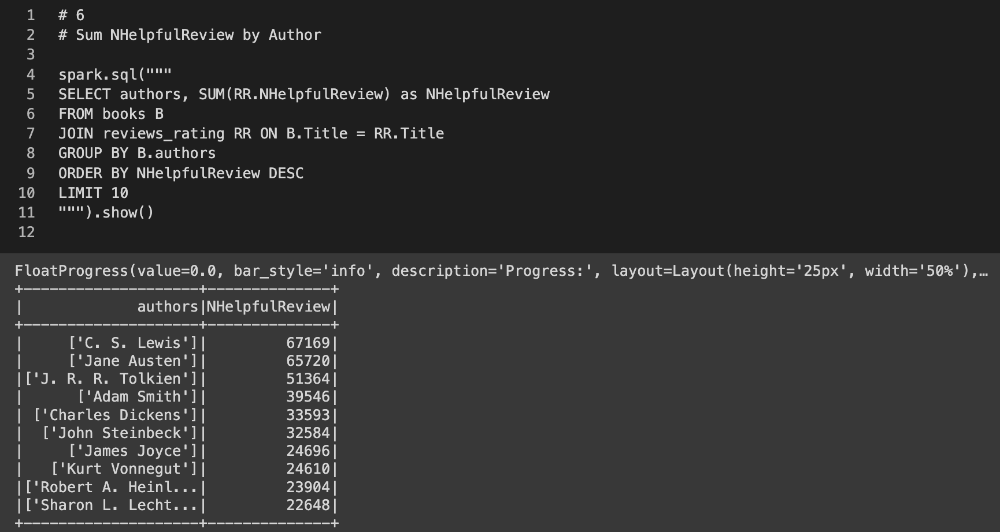 1 # 6
2 # Sum NHelpfulReview by Author
3
4 spark.sql("""
5 SELECT authors, SUM(RR.NHelpfulReview) as NHelpfulReview
6 FROM books B
7 JOIN reviews_rating RR ON B.Title = RR.Title
8 GROUP BY B.authors
9 ORDER BY NHelpfulReview DESC
10 LIMIT 10
11 """).show()
12
FloatProgress(value=0.0, bar_style='info', description='Progress:', layout=Layout(height='25px', width='50%'),…
+--------------------+--------------+
|             authors|NHelpfulReview|
+--------------------+--------------+
|     ['C. S. Lewis']|         67169|
|     ['Jane Austen']|         65720|
|['J. R. R. Tolkien']|         51364|
|      ['Adam Smith']|         39546|
| ['Charles Dickens']|         33593|
|  ['John Steinbeck']|         32584|
|     ['James Joyce']|         24696|
|   ['Kurt Vonnegut']|         24610|
|['Robert A. Heinl...|         23904|
|['Sharon L. Lecht...|         22648|
+--------------------+--------------+